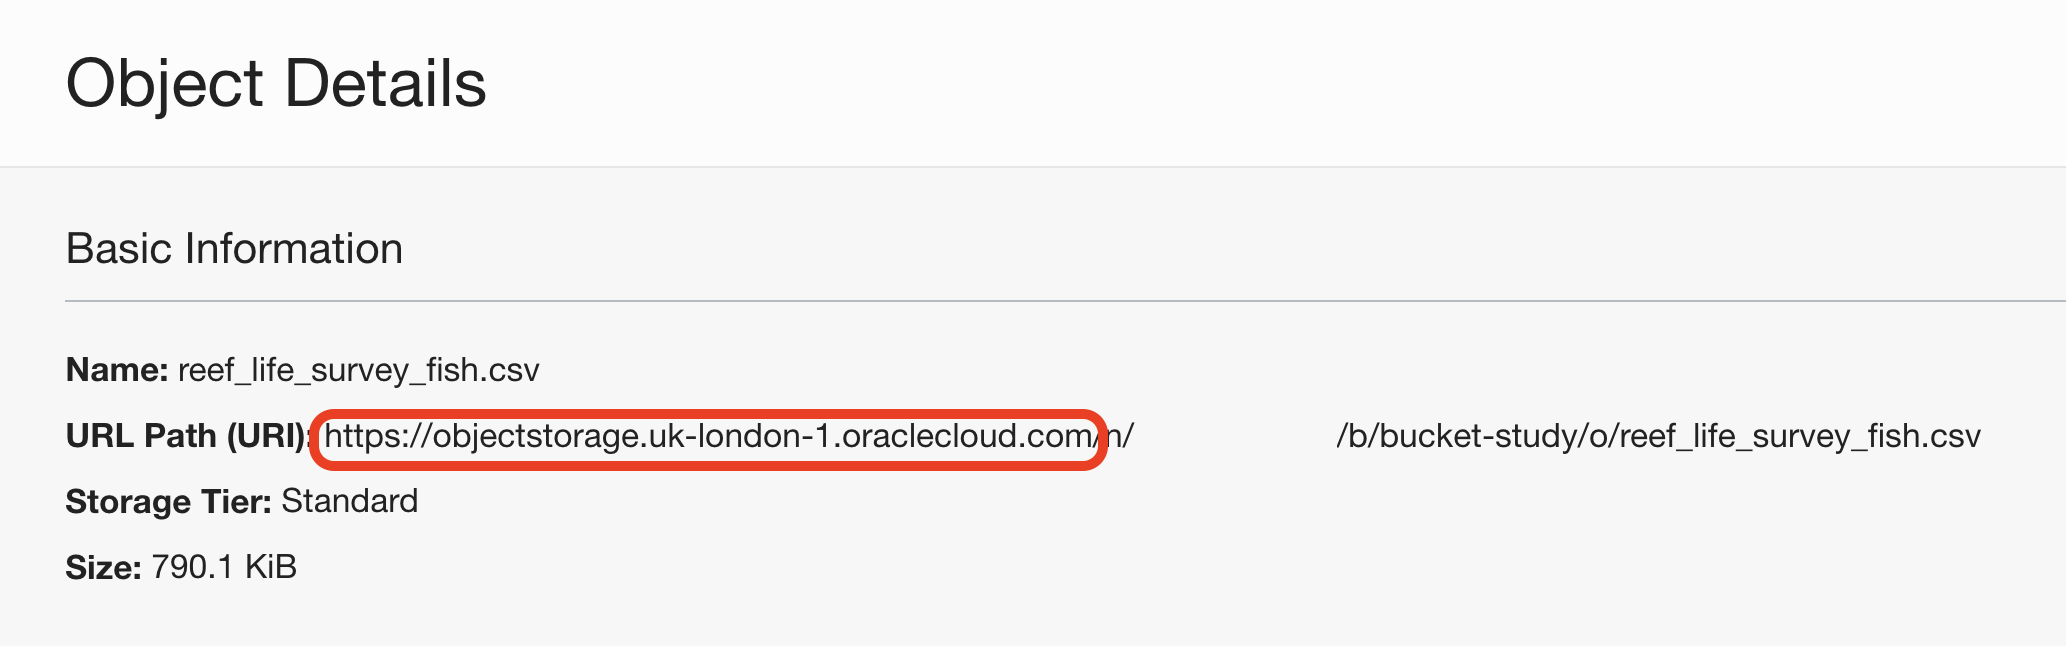 Object Details
Basic Information
Name: reef_life_survey_fish.csv
URL Path (URI): https://objectstorage.uk-london-1.oraclecloud.com/n/ /b/bucket-study/o/reef_life_survey_fish.csv
Storage Tier: Standard
Size: 790.1 KiB